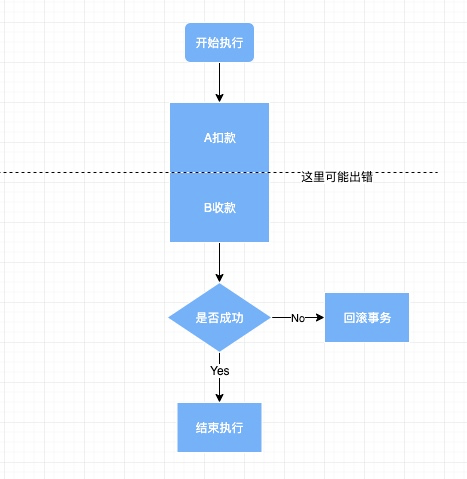 开始执行
A扣款
这里可能出错
B收款
是否成功
No
回滚事务
Yes
结束执行